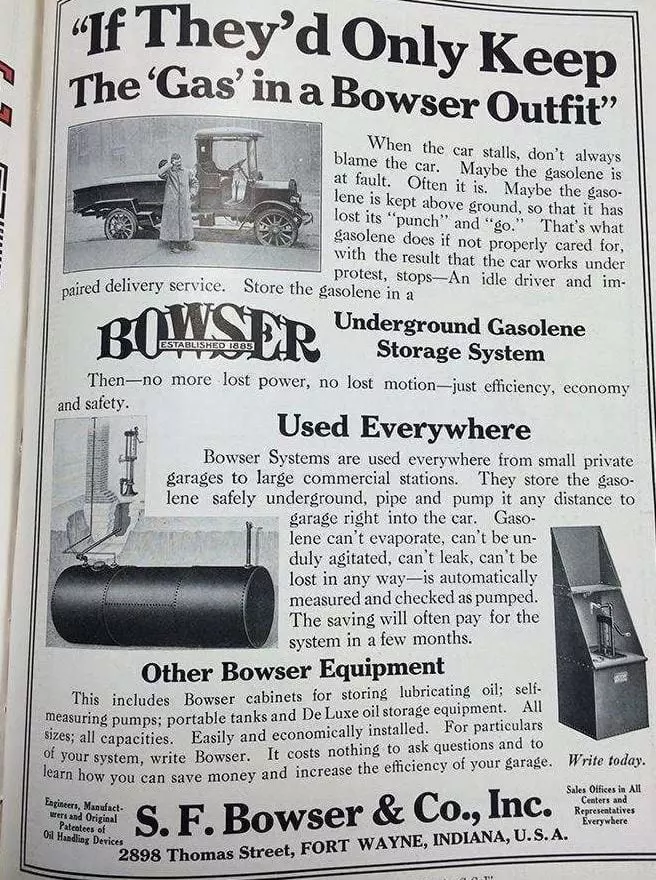 "If They'd Only Keep
The 'Gas' in a Bowser Outfit"
When the car stalls, don't always
blame the car. Maybe the gasolene is
at fault. Often it is. Maybe the gaso-
lene is kept above ground, so that it has
lost its "punch" and "go." That's what
gasolene does if not properly cared for,
with the result that the car works under
protest, stops—An idle driver and im-
paired delivery service. Store the gasolene in a
BOWSER
ESTABLISHED 1885
Underground Gasolene
Storage System
Then—no more lost power, no lost motion—just efficiency, economy
and safety.
Used Everywhere
Bowser Systems are used everywhere from small private
garages to large commercial stations. They store the gaso-
lene safely underground, pipe and pump it any distance to
garage right into the car. Gaso-
lene can't evaporate, can't be un-
duly agitated, can't leak, can't be
lost in any way—is automatically
measured and checked as pumped.
The saving will often pay for the
system in a few months.
Other Bowser Equipment
This includes Bowser cabinets for storing lubricating oil; self-
measuring pumps; portable tanks and De Luxe oil storage equipment. All
sizes; all capacities. Easily and economically installed. For particulars
of your system, write Bowser. It costs nothing to ask questions and to
learn how you can save money and increase the efficiency of your garage.
Write today.
Engineers, Manufact-
urers and Original
Patentees of
Oil Handling Devices
S. F. Bowser & Co., Inc.
2898 Thomas Street, FORT WAYNE, INDIANA, U. S. A.
Sales Offices in All
Centers and
Representatives
Everywhere